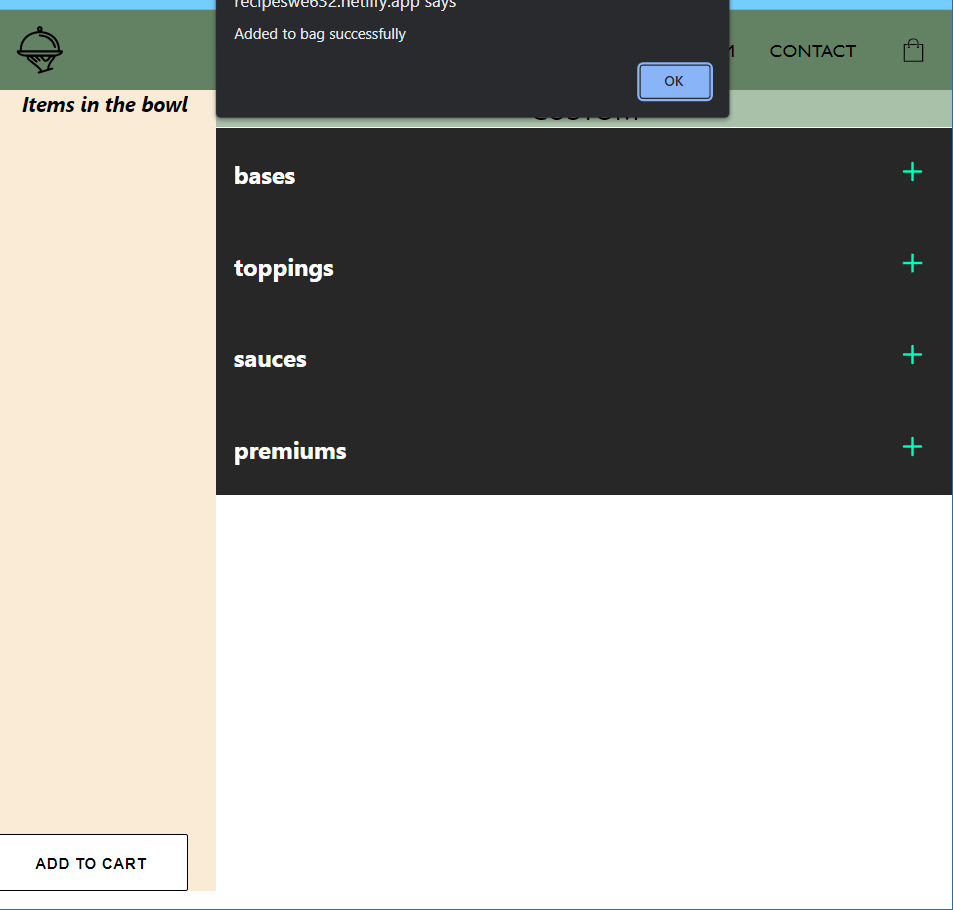 recipeswe632.netlify.app says
Added to bag successfully
OK
CONTACT
Items in the bowl
CUSTOM
bases
toppings
sauces
premiums
ADD TO CART